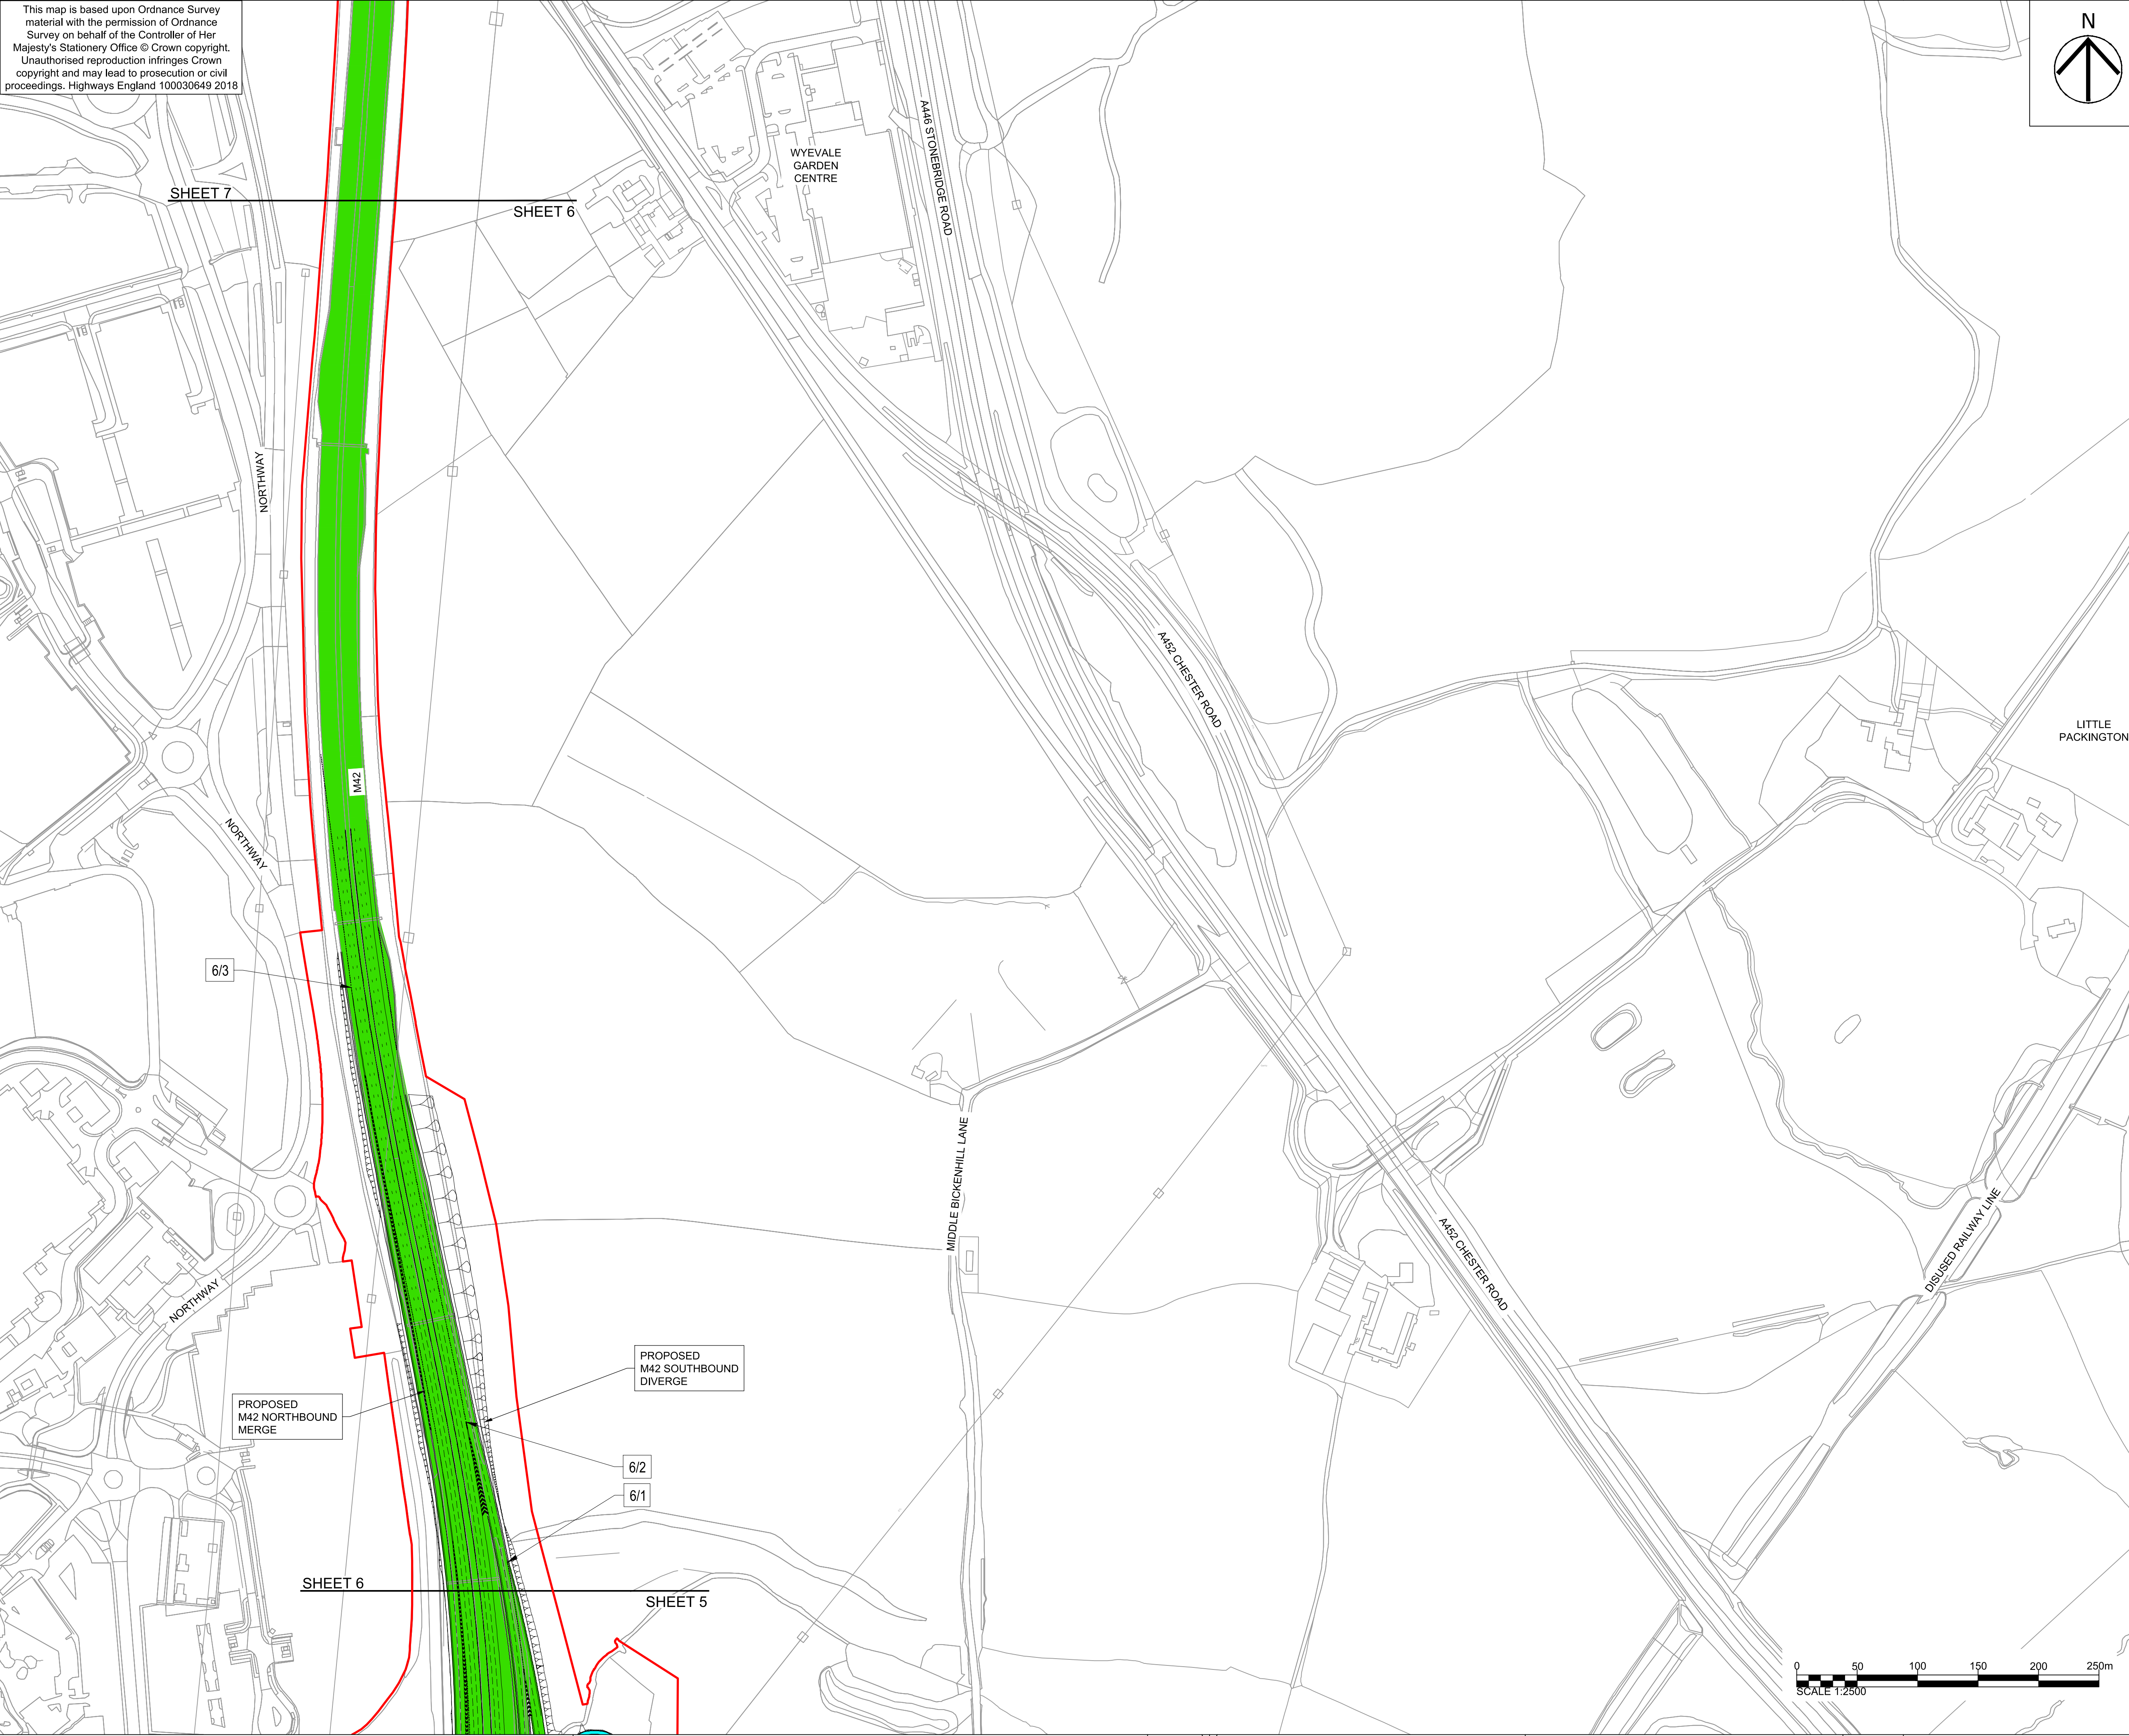 This map is based upon Ordnance Survey
material with the permission of Ordnance
Survey on behalf of the Controller of Her
Majesty's Stationery Office © Crown copyright.
Unauthorised reproduction infringes Crown
copyright and may lead to prosecution or civil
proceedings. Highways England 100030649 2018
N
WYEVALE
GARDEN
CENTRE
A446 STONEBRIDGE ROAD
SHEET 7
SHEET 6
NORTHWAY
A452 CHESTER ROAD
LITTLE
PACKINGTON
M42
NORTHWAY
6/3
MIDDLE BICKENHILL LANE
DISUSED RAILWAY LINE
A452 CHESTER ROAD
NORTHWAY
PROPOSED
M42 SOUTHBOUND
DIVERGE
PROPOSED
M42 NORTHBOUND
MERGE
6/2
6/1
SHEET 6
SHEET 5
0 50 100 150 200 250m
SCALE 1:2500